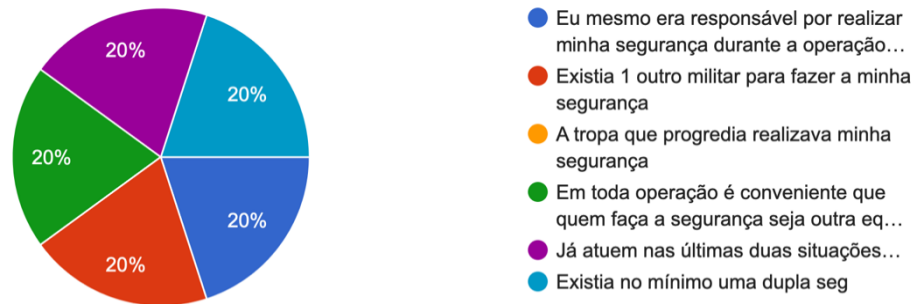 20%
20%
20%
20%
20%
Eu mesmo era responsável por realizar
minha segurança durante a operação…
Existia 1 outro militar para fazer a minha
segurança
A tropa que progredia realizava minha
segurança
Em toda operação é conveniente que
quem faça a segurança seja outra eq…
Já atuem nas últimas duas situações…
Existia no mínimo uma dupla seg